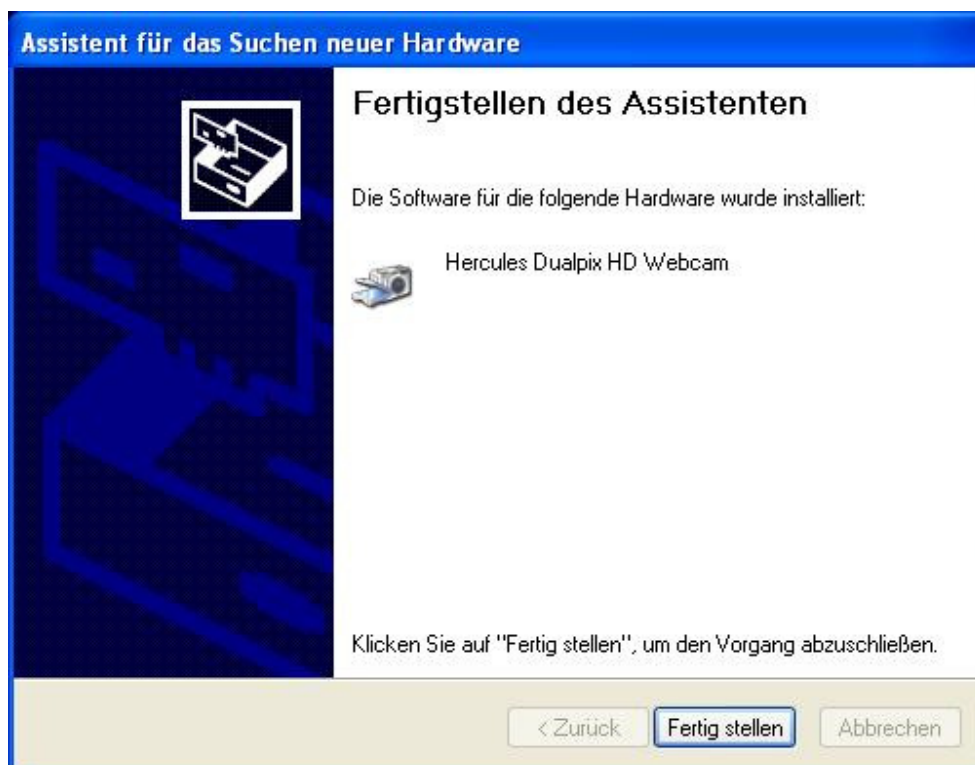 Assistent für das Suchen neuer Hardware
Fertigstellen des Assistenten
Die Software für die folgende Hardware wurde installiert:
Hercules Dualpix HD Webcam
Klicken Sie auf "Fertig stellen", um den Vorgang abzuschließen.
< Zurück Fertig stellen Abbrechen